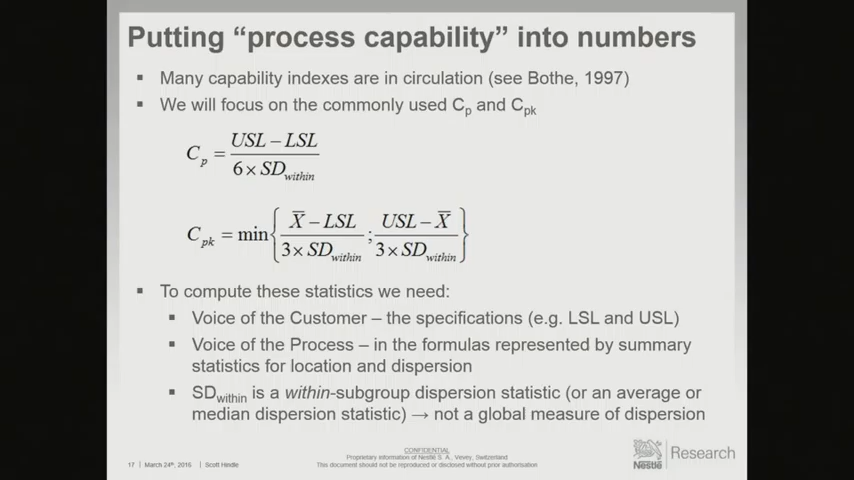 Putting “process capability” into numbers
▪ Many capability indexes are in circulation (see Bothe, 1997)
▪ We will focus on the commonly used Cp and Cpk
Cp = (USL – LSL) / (6 × SDwithin)
Cpk = min{ (X̅ – LSL) / (3 × SDwithin) ; (USL – X̅) / (3 × SDwithin) }
▪ To compute these statistics we need:
▪ Voice of the Customer – the specifications (e.g. LSL and USL)
▪ Voice of the Process – in the formulas represented by summary
statistics for location and dispersion
▪ SDwithin is a within-subgroup dispersion statistic (or an average or
median dispersion statistic) → not a global measure of dispersion
CONFIDENTIAL
Proprietary information of Nestlé S. A., Vevey, Switzerland
This document should not be reproduced or disclosed without prior authorisation
17 | March 24th, 2016 | Scott Hindle
Nestlé Research